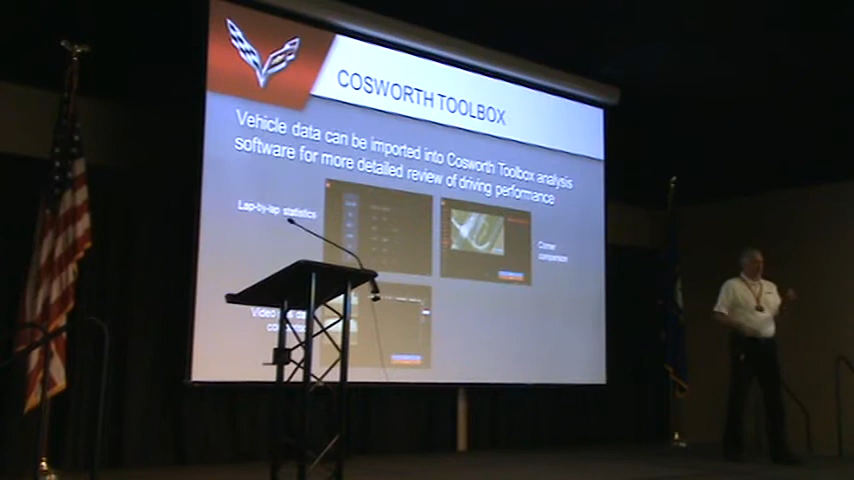 COSWORTH TOOLBOX
Vehicle data can be imported into Cosworth Toolbox analysis
software for more detailed review of driving performance
Lap-by-lap statistics
Corner
comparison
Video